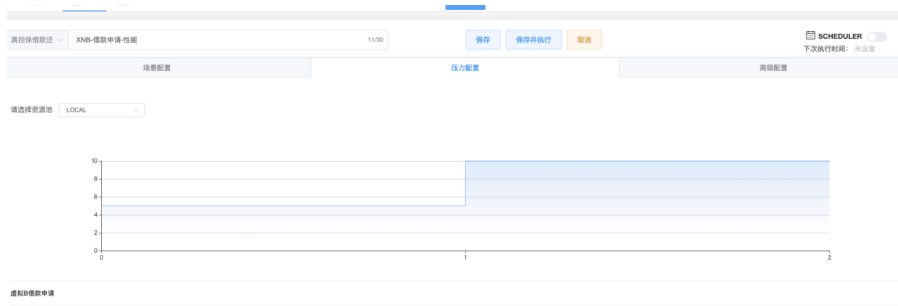 真担保借款还 XNB-借款申请-性能 11/30 保存 保存并执行 取消 SCHEDULER
下次执行时间： 未设置
场景配置 压力配置 高级配置
请选择资源池 LOCAL
10
8
6
4
2
0
0 1 2
虚拟B借款申请